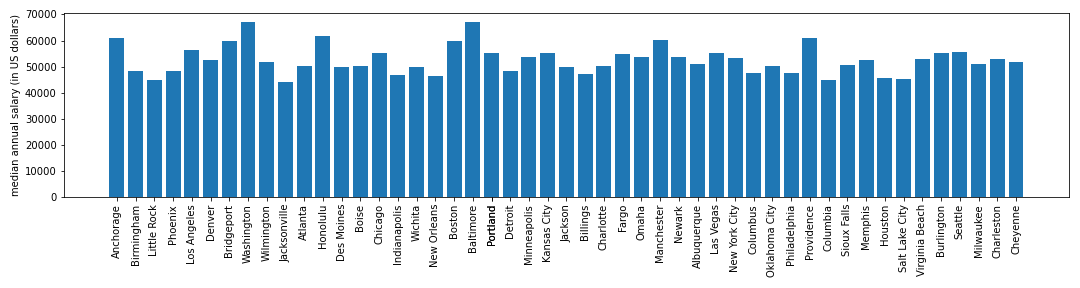 median annual salary (in US dollars)
70000
60000
50000
40000
30000
20000
10000
0
Anchorage
Birmingham
Little Rock
Phoenix
Los Angeles
Denver
Bridgeport
Washington
Wilmington
Jacksonville
Atlanta
Honolulu
Des Moines
Boise
Chicago
Indianapolis
Wichita
New Orleans
Boston
Baltimore
Portland
Detroit
Minneapolis
Kansas City
Jackson
Billings
Charlotte
Fargo
Omaha
Manchester
Newark
Albuquerque
Las Vegas
New York City
Columbus
Oklahoma City
Philadelphia
Providence
Columbia
Sioux Falls
Memphis
Houston
Salt Lake City
Virginia Beach
Burlington
Seattle
Milwaukee
Charleston
Cheyenne